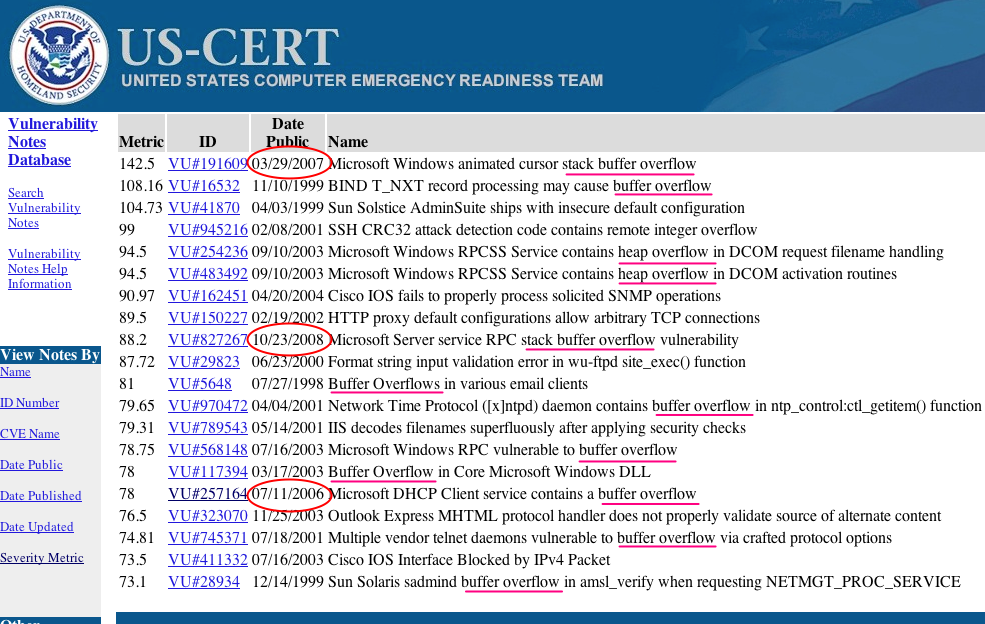 U.S. DEPARTMENT OF
HOMELAND SECURITY
US-CERT
UNITED STATES COMPUTER EMERGENCY READINESS TEAM
Vulnerability
Notes
Database
Search
Vulnerability
Notes
Vulnerability
Notes Help
Information
View Notes By
Name
ID Number
CVE Name
Date Public
Date Published
Date Updated
Severity Metric
Other
Metric ID Date Public Name
142.5 VU#191609 03/29/2007 Microsoft Windows animated cursor stack buffer overflow
108.16 VU#16532 11/10/1999 BIND T_NXT record processing may cause buffer overflow
104.73 VU#41870 04/03/1999 Sun Solstice AdminSuite ships with insecure default configuration
99 VU#945216 02/08/2001 SSH CRC32 attack detection code contains remote integer overflow
94.5 VU#254236 09/10/2003 Microsoft Windows RPCSS Service contains heap overflow in DCOM request filename handling
94.5 VU#483492 09/10/2003 Microsoft Windows RPCSS Service contains heap overflow in DCOM activation routines
90.97 VU#162451 04/20/2004 Cisco IOS fails to properly process solicited SNMP operations
89.5 VU#150227 02/19/2002 HTTP proxy default configurations allow arbitrary TCP connections
88.2 VU#827267 10/23/2008 Microsoft Server service RPC stack buffer overflow vulnerability
87.72 VU#29823 06/23/2000 Format string input validation error in wu-ftpd site_exec() function
81 VU#5648 07/27/1998 Buffer Overflows in various email clients
79.65 VU#970472 04/04/2001 Network Time Protocol ([x]ntpd) daemon contains buffer overflow in ntp_control:ctl_getitem() function
79.31 VU#789543 05/14/2001 IIS decodes filenames superfluously after applying security checks
78.75 VU#568148 07/16/2003 Microsoft Windows RPC vulnerable to buffer overflow
78 VU#117394 03/17/2003 Buffer Overflow in Core Microsoft Windows DLL
78 VU#257164 07/11/2006 Microsoft DHCP Client service contains a buffer overflow
76.5 VU#323070 11/25/2003 Outlook Express MHTML protocol handler does not properly validate source of alternate content
74.81 VU#745371 07/18/2001 Multiple vendor telnet daemons vulnerable to buffer overflow via crafted protocol options
73.5 VU#411332 07/16/2003 Cisco IOS Interface Blocked by IPv4 Packet
73.1 VU#28934 12/14/1999 Sun Solaris sadmind buffer overflow in amsl_verify when requesting NETMGT_PROC_SERVICE